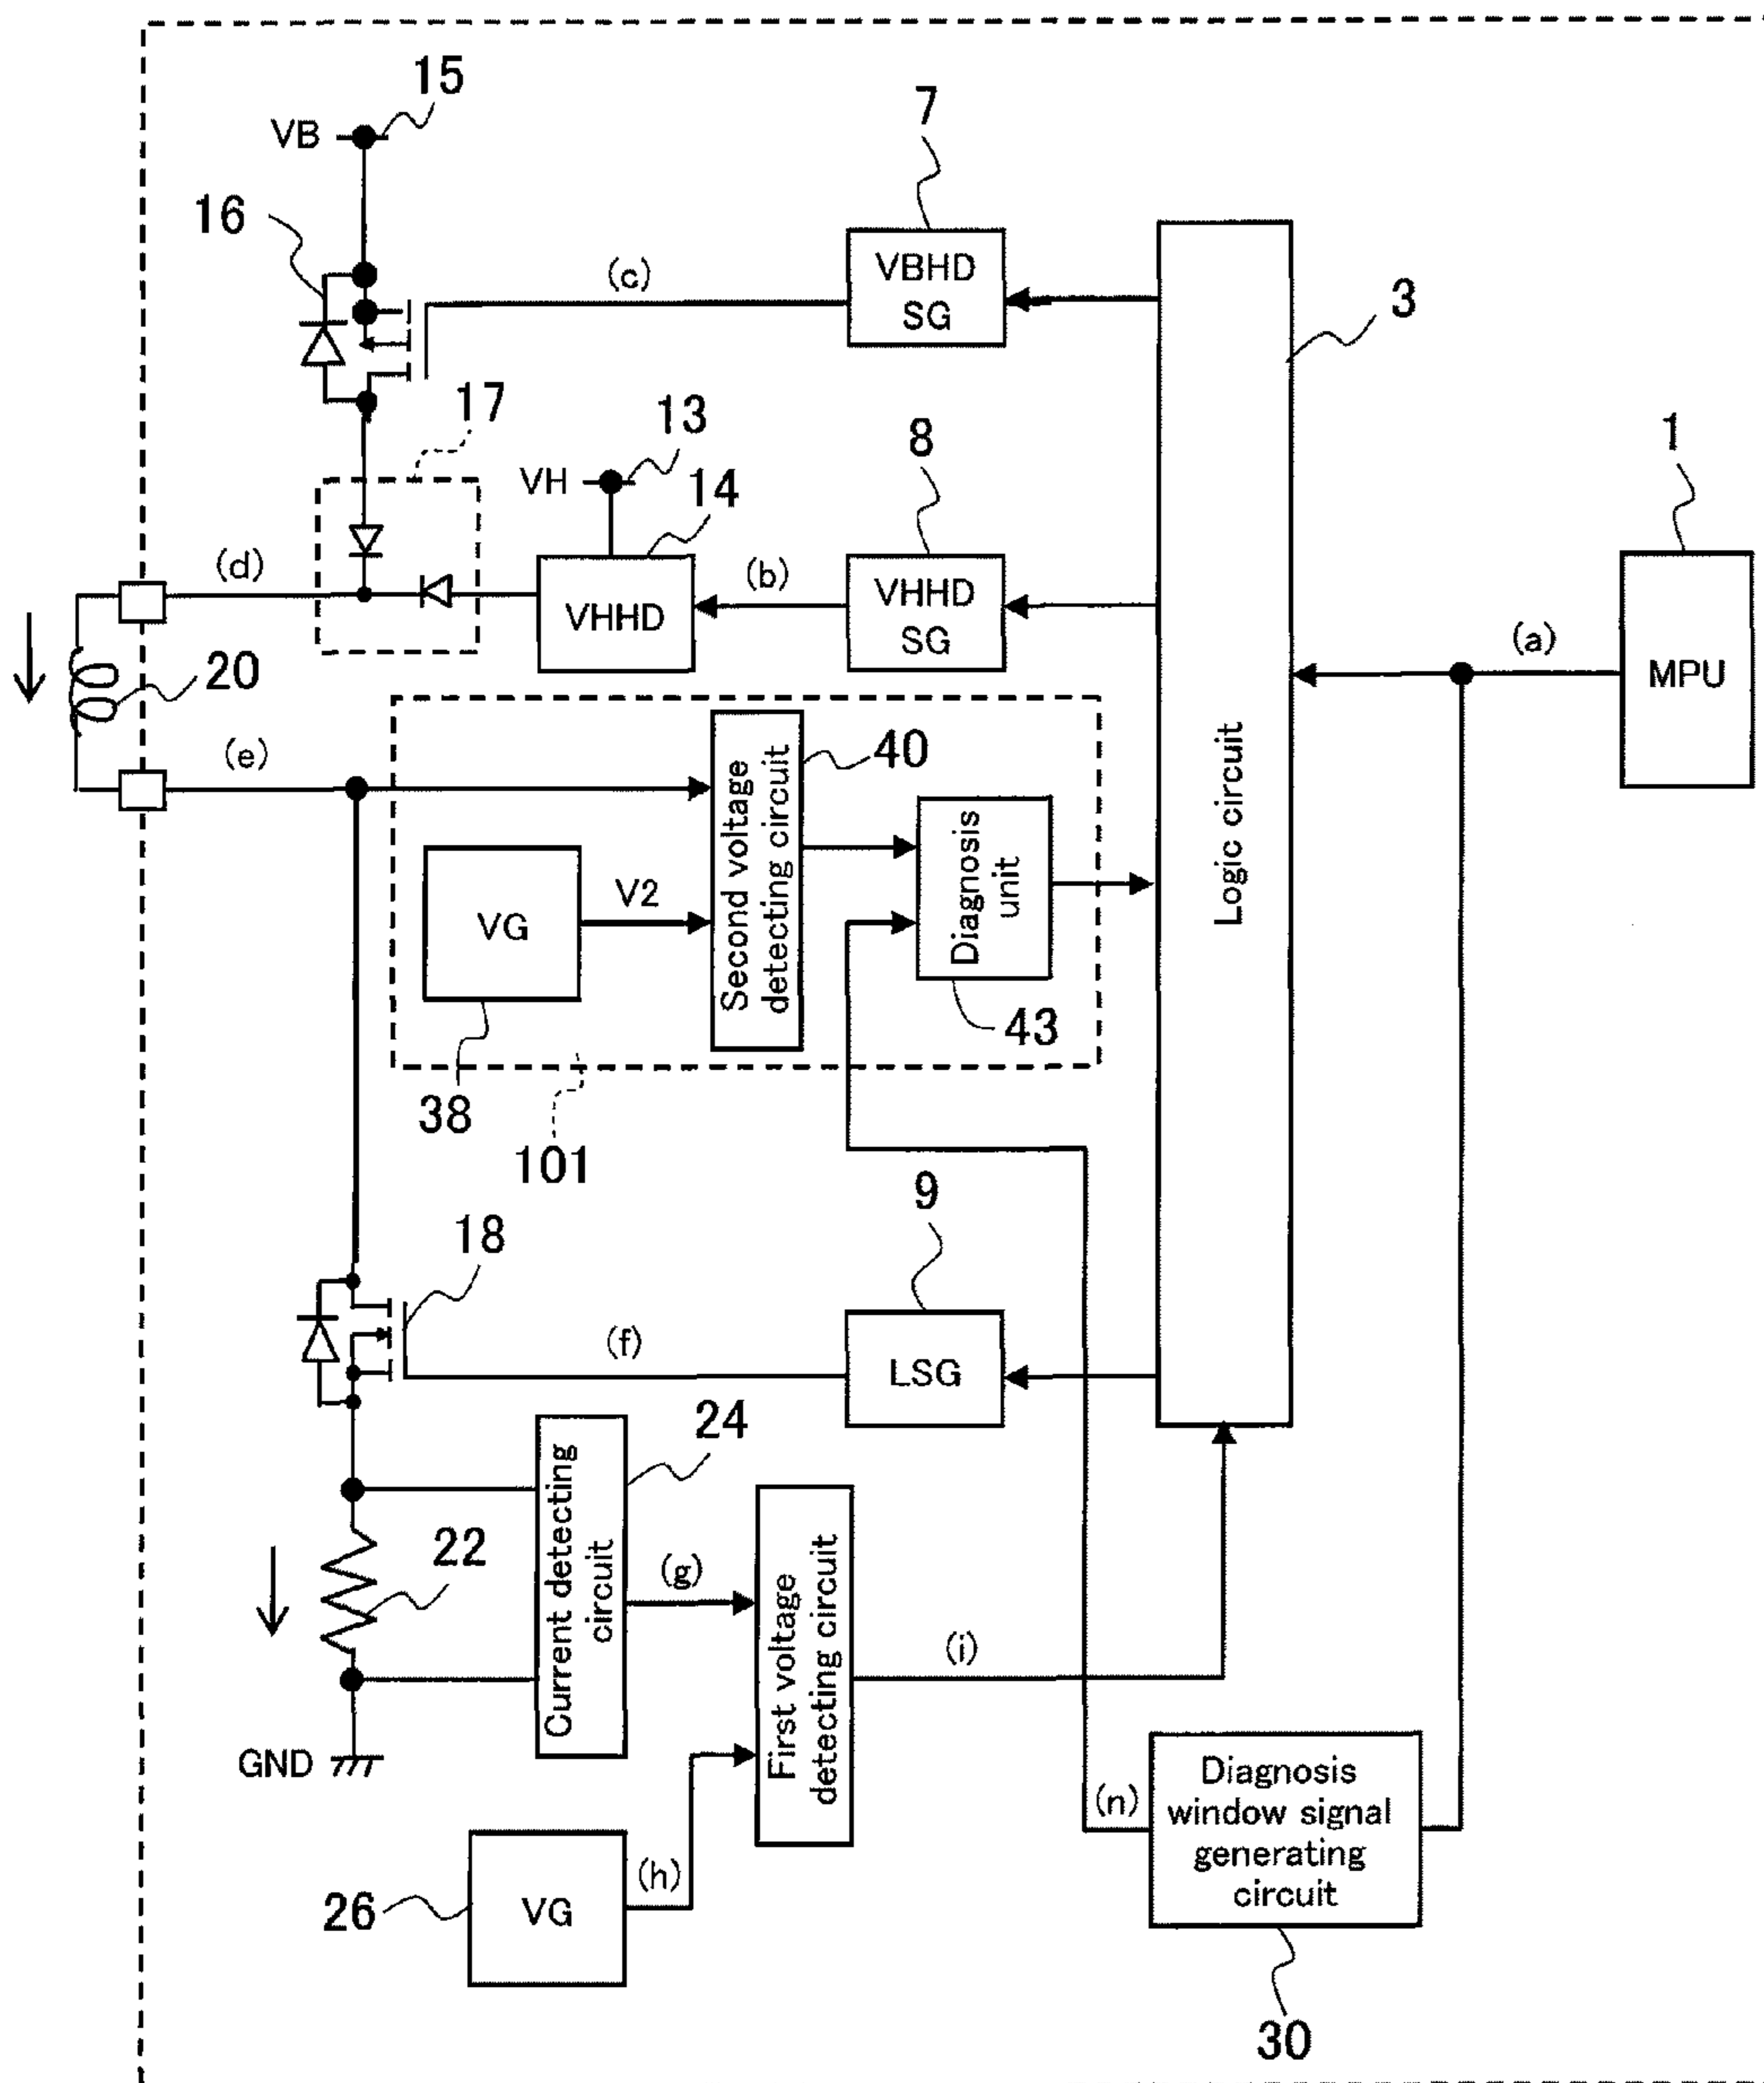 15
VB
7
16
(c)
VBHD
SG
3
17
13
VH
14
8
1
(d)
VHHD
(b)
VHHD
SG
(a)
MPU
20
(e)
40
Second voltage
detecting circuit
Logic circuit
VG
V2
Diagnosis
unit
43
38
101
9
18
(f)
LSG
24
Current detecting
circuit
22
(g)
First voltage
detecting circuit
(i)
GND
(n)
Diagnosis
window signal
generating
circuit
(h)
26
VG
30